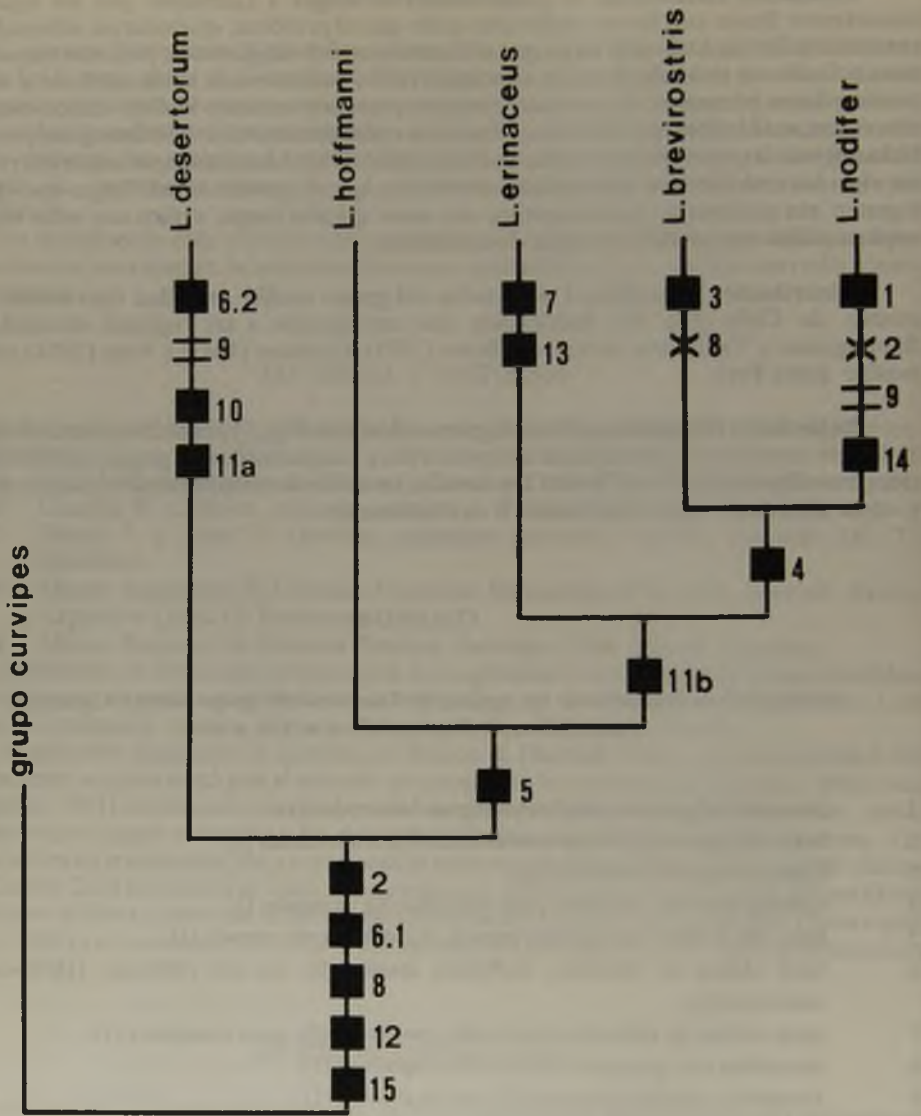 L. desertorum
L. hoffmanni
L. erinaceus
L. brevirostris
L. nodifer
grupo curvipes
6.2
9
10
11a
7
13
3
8
1
2
9
14
4
11b
5
2
6.1
8
12
15